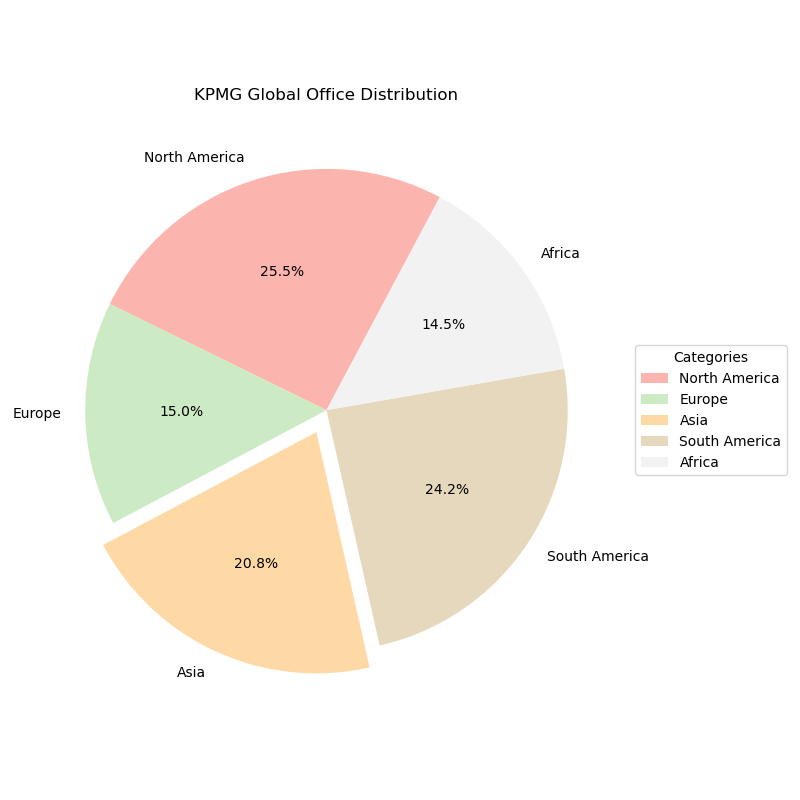 KPMG Global Office Distribution
North America
Africa
25.5%
14.5%
Europe
15.0%
24.2%
20.8%
South America
Asia
Categories
North America
Europe
Asia
South America
Africa